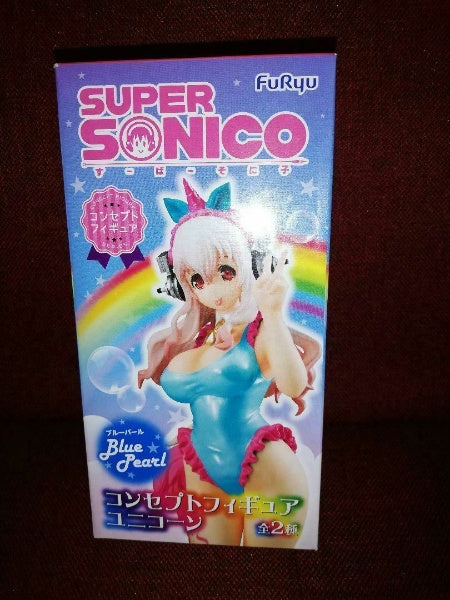 FuRyu
SUPER
SONICO
すーぱーそに子
コンセプト
フィギュア
ブルーパール
Blue
Pearl
コンセプトフィギュア
ユニコーン
全2種